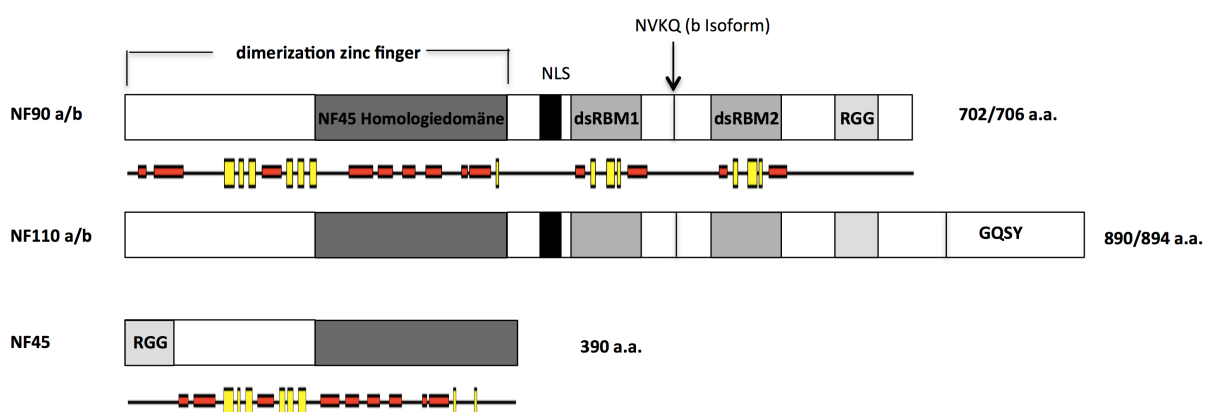 NVKQ (b Isoform)
dimerization zinc finger
NLS
NF90 a/b
NF45 Homologiedomäne
dsRBM1
dsRBM2
RGG
702/706 a.a.
NF110 a/b
GQSY
890/894 a.a.
NF45
RGG
390 a.a.